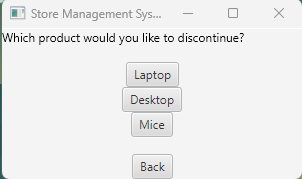 Store Management Sys...
Which product would you like to discontinue?
Laptop
Desktop
Mice
Back